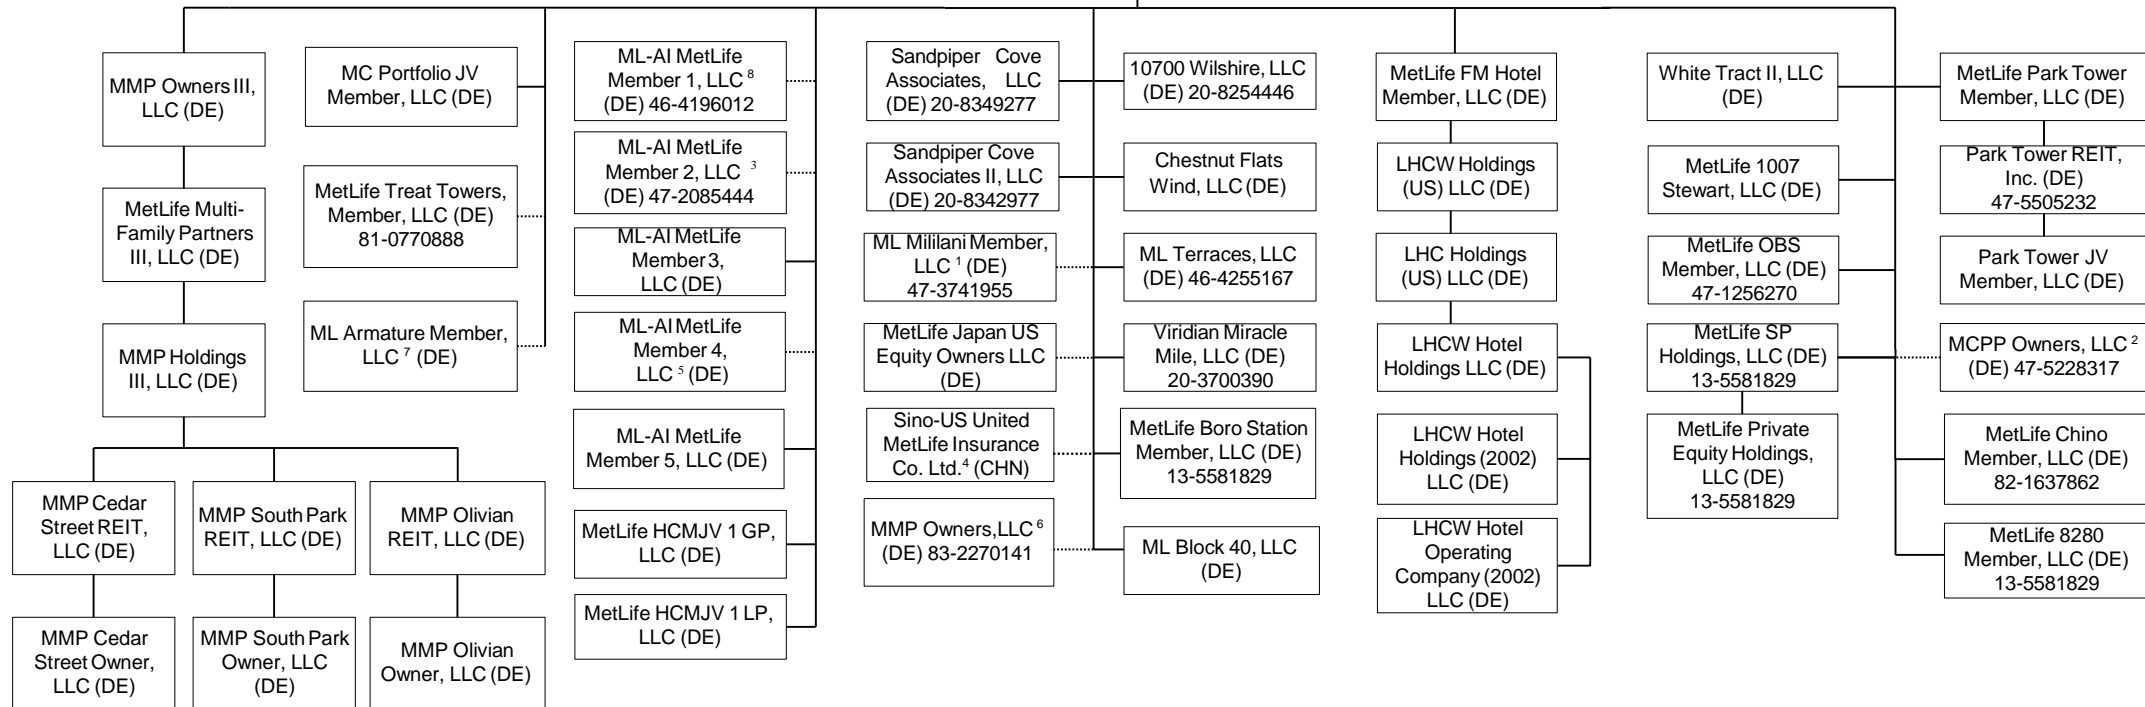 MMP Owners III,
LLC (DE)
MetLife Multi-
Family Partners
III, LLC (DE)
MMP Holdings
III, LLC (DE)
MMP Cedar
Street REIT,
LLC (DE)
MMP South Park
REIT, LLC (DE)
MMP Olivian
REIT, LLC (DE)
MMP Cedar
Street Owner,
LLC (DE)
MMP South Park
Owner, LLC
(DE)
MMP Olivian
Owner, LLC (DE)
MC Portfolio JV
Member, LLC (DE)
MetLife Treat Towers,
Member, LLC (DE)
81-0770888
ML Armature Member,
LLC 7 (DE)
ML-AI MetLife
Member 1, LLC 8
(DE) 46-4196012
ML-AI MetLife
Member 2, LLC 3
(DE) 47-2085444
ML-AI MetLife
Member 3,
LLC (DE)
ML-AI MetLife
Member 4,
LLC 5 (DE)
ML-AI MetLife
Member 5, LLC (DE)
MetLife HCMJV 1 GP,
LLC (DE)
MetLife HCMJV 1 LP,
LLC (DE)
Sandpiper Cove
Associates, LLC
(DE) 20-8349277
Sandpiper Cove
Associates II, LLC
(DE) 20-8342977
ML Mililani Member,
LLC 1 (DE)
47-3741955
MetLife Japan US
Equity Owners LLC
(DE)
Sino-US United
MetLife Insurance
Co. Ltd.4 (CHN)
MMP Owners,LLC 6
(DE) 83-2270141
10700 Wilshire, LLC
(DE) 20-8254446
Chestnut Flats
Wind, LLC (DE)
ML Terraces, LLC
(DE) 46-4255167
Viridian Miracle
Mile, LLC (DE)
20-3700390
MetLife Boro Station
Member, LLC (DE)
13-5581829
ML Block 40, LLC
(DE)
MetLife FM Hotel
Member, LLC (DE)
LHCW Holdings
(US) LLC (DE)
LHC Holdings
(US) LLC (DE)
LHCW Hotel
Holdings LLC (DE)
LHCW Hotel
Holdings (2002)
LLC (DE)
LHCW Hotel
Operating
Company (2002)
LLC (DE)
White Tract II, LLC
(DE)
MetLife 1007
Stewart, LLC (DE)
MetLife OBS
Member, LLC (DE)
47-1256270
MetLife SP
Holdings, LLC (DE)
13-5581829
MetLife Private
Equity Holdings,
LLC (DE)
13-5581829
MetLife Park Tower
Member, LLC (DE)
Park Tower REIT,
Inc. (DE)
47-5505232
Park Tower JV
Member, LLC (DE)
MCPP Owners, LLC 2
(DE) 47-5228317
MetLife Chino
Member, LLC (DE)
82-1637862
MetLife 8280
Member, LLC (DE)
13-5581829